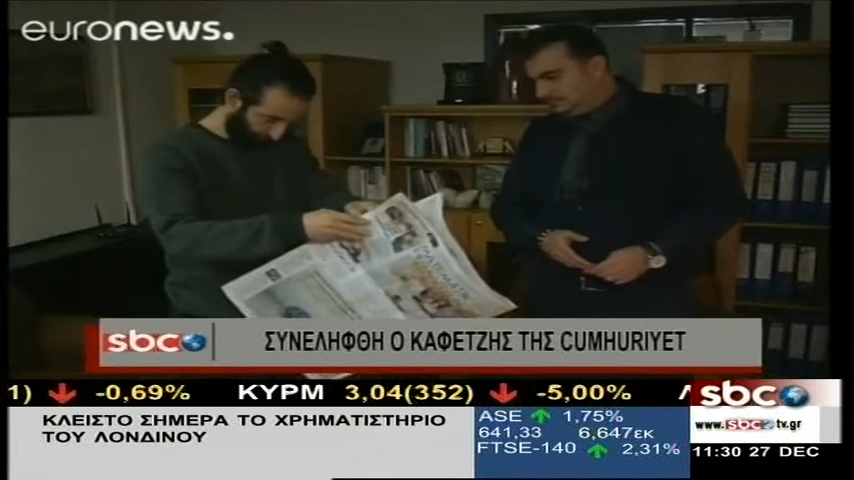 euronews.
sbc
ΣΥΝΕΛΗΦΘΗ Ο ΚΑΦΕΤΖΗΣ ΤΗΣ CUMHURIYET
1) -0,69% ΚΥΡΜ 3,04(352) -5,00%
sbc
ΚΛΕΙΣΤΟ ΣΗΜΕΡΑ ΤΟ ΧΡΗΜΑΤΙΣΤΗΡΙΟ
ΤΟΥ ΛΟΝΔΙΝΟΥ
ASE 1,75%
641,33 6,647εκ
FTSE-140 2,31%
www.sbctv.gr
11:30 27 DEC